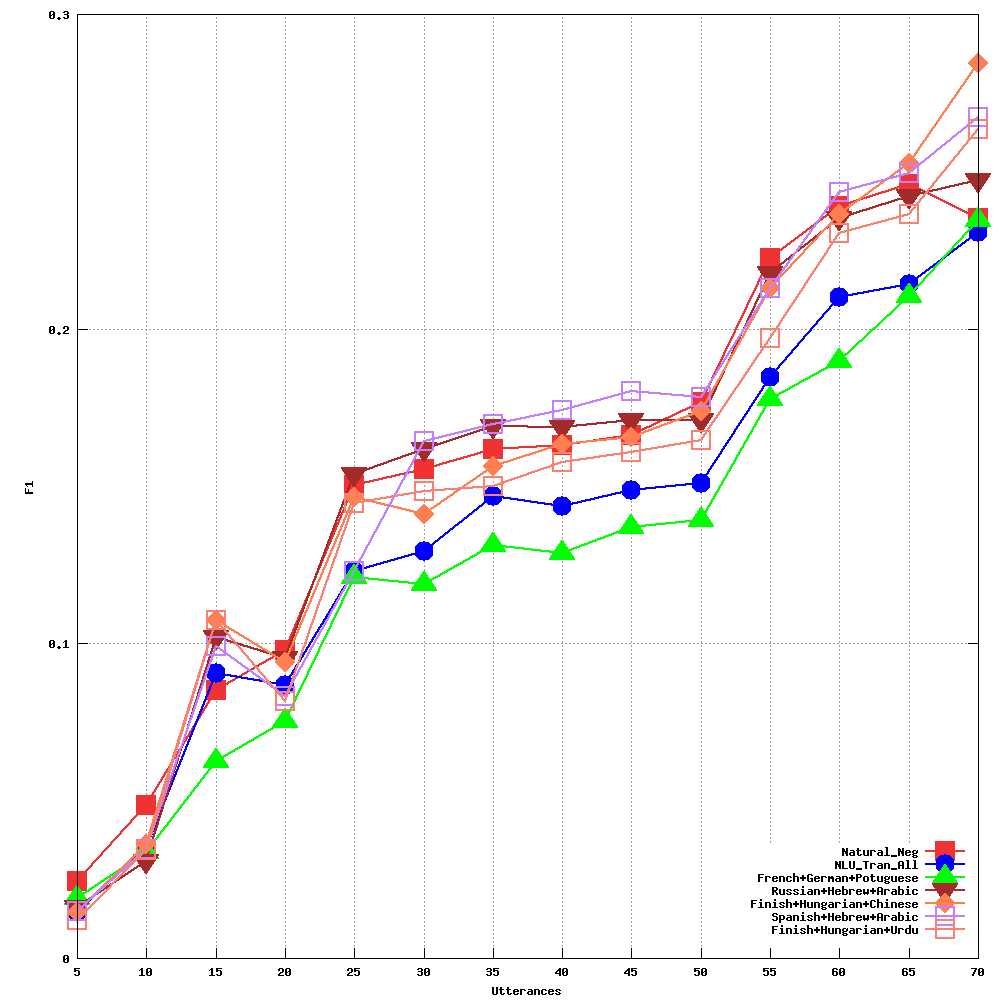 0.3
0.2
0.1
0
F1
5 10 15 20 25 30 35 40 45 50 55 60 65 70
Utterances
Natural_Neg
NLU_Tran_All
French+German+Potuguese
Russian+Hebrew+Arabic
Finish+Hungarian+Chinese
Spanish+Hebrew+Arabic
Finish+Hungarian+Urdu